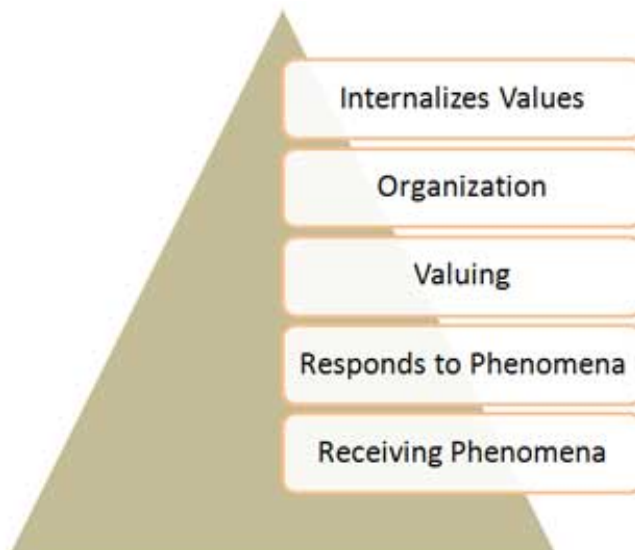 Internalizes Values
Organization
Valuing
Responds to Phenomena
Receiving Phenomena